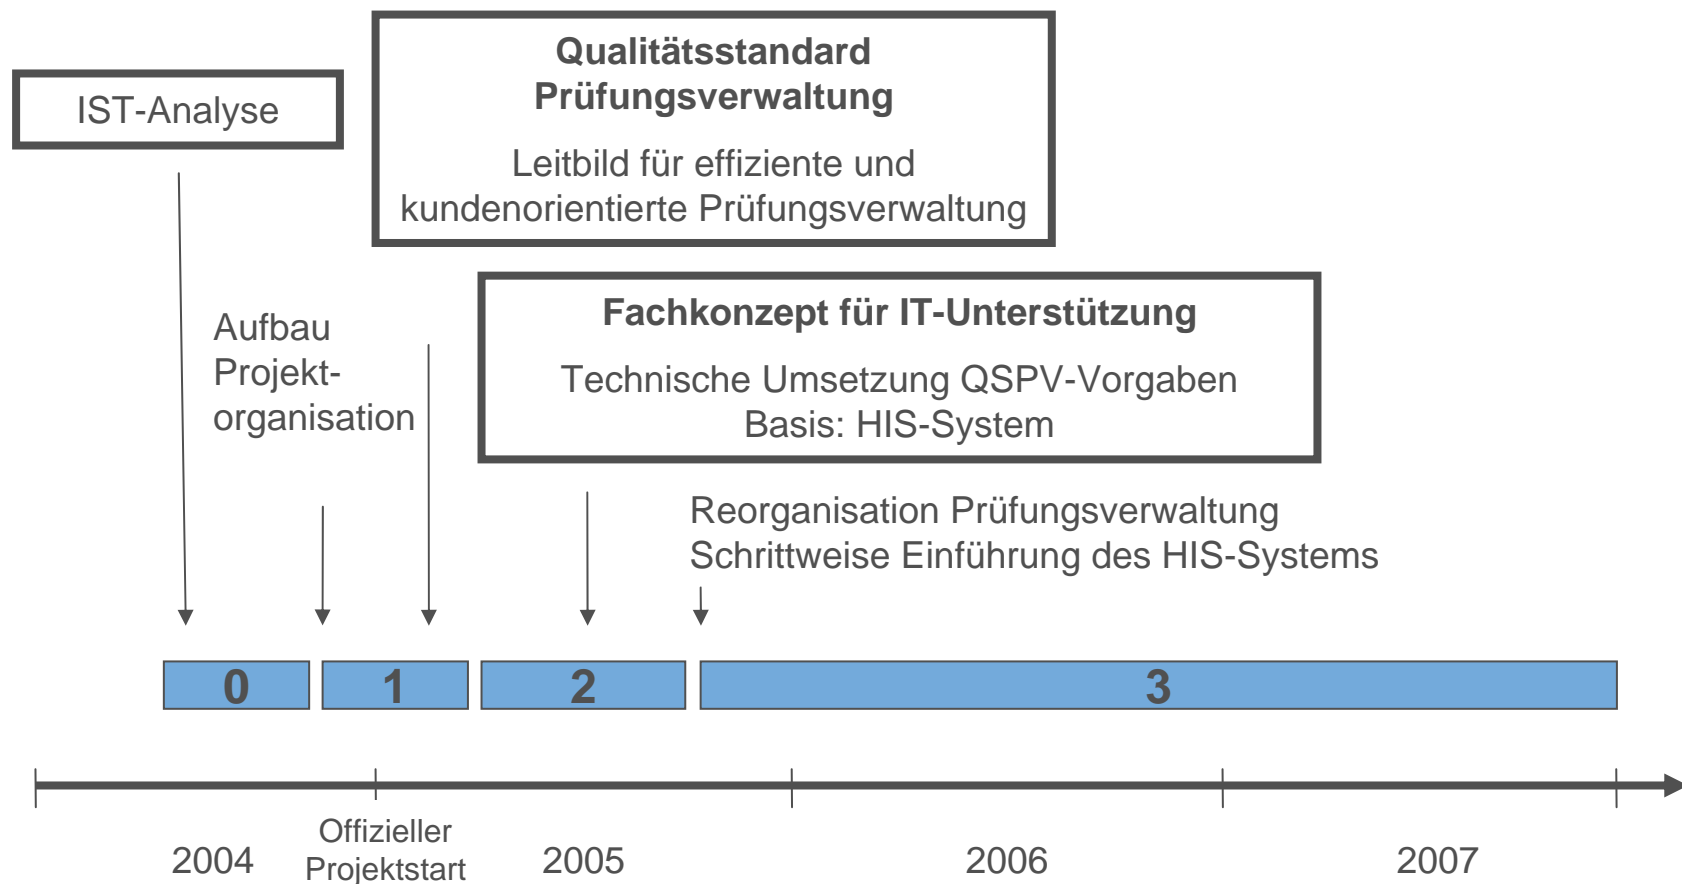 Qualitätsstandard
Prüfungsverwaltung
IST-Analyse
Leitbild für effiziente und
kundenorientierte Prüfungsverwaltung
Fachkonzept für IT-Unterstützung
Technische Umsetzung QSPV-Vorgaben
Basis: HIS-System
Aufbau
Projekt-
organisation
Reorganisation Prüfungsverwaltung
Schrittweise Einführung des HIS-Systems
0
1
2
3
Offizieller
Projektstart
2004
2005
2006
2007